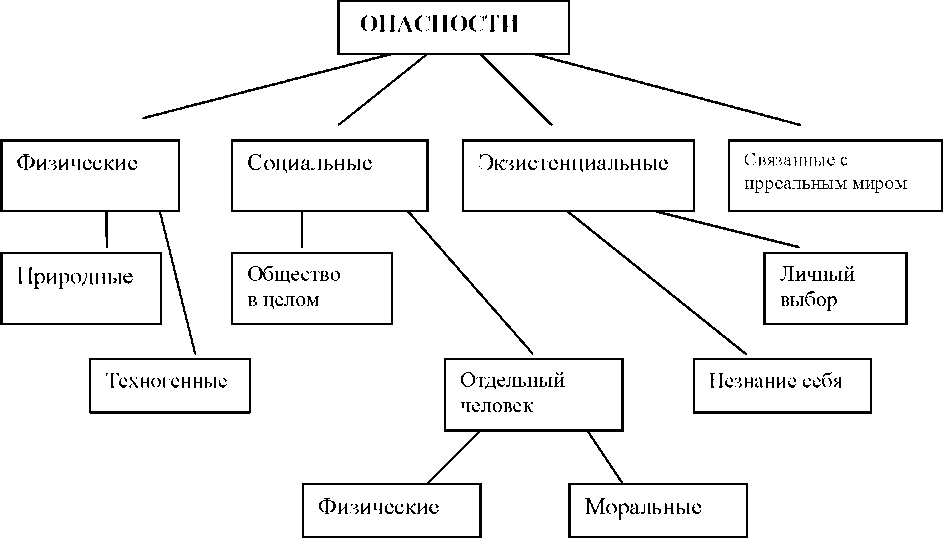 ОПАСНОСТИ
Физические
Социальные
Экзистенциальные
Связанные с
ирреальным миром
Природные
Общество
в целом
Личный
выбор
Техногенные
Отдельный
человек
Незнание себя
Физические
Моральные